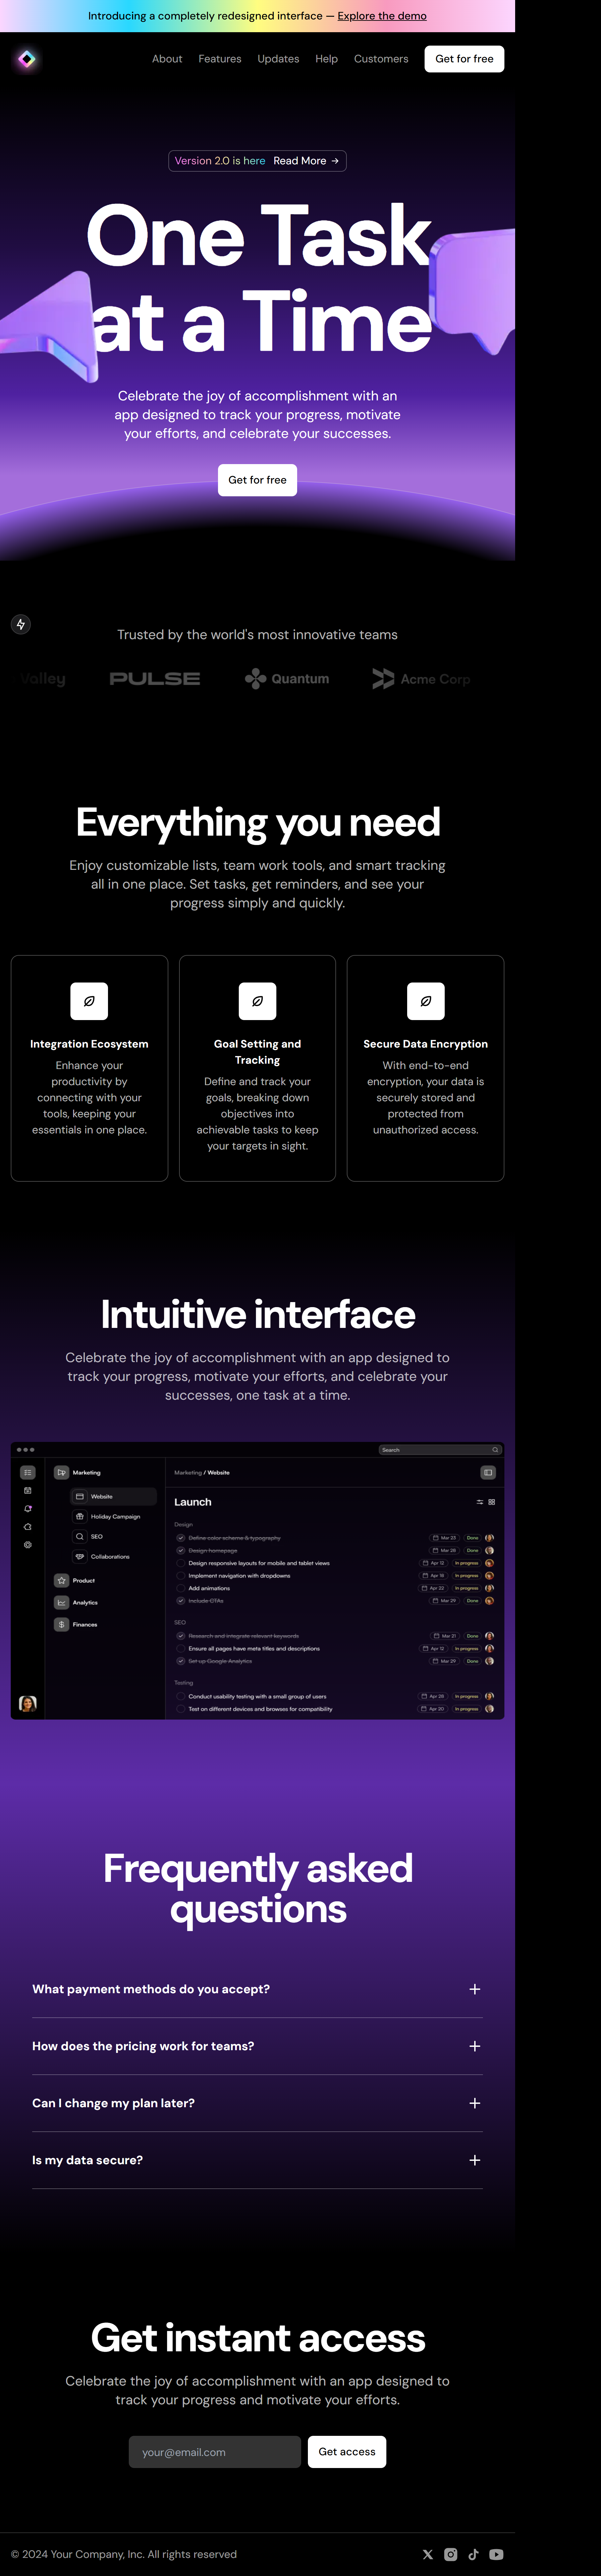 Introducing a completely redesigned interface — Explore the demo
About Features Updates Help Customers Get for free
Version 2.0 is here Read More →
One Task
at a Time
Celebrate the joy of accomplishment with an
app designed to track your progress, motivate
your efforts, and celebrate your successes.
Get for free
Trusted by the world's most innovative teams
Valley PULSE Quantum Acme Corp
Everything you need
Enjoy customizable lists, team work tools, and smart tracking
all in one place. Set tasks, get reminders, and see your
progress simply and quickly.
Integration Ecosystem
Enhance your
productivity by
connecting with your
tools, keeping your
essentials in one place.
Goal Setting and
Tracking
Define and track your
goals, breaking down
objectives into
achievable tasks to keep
your targets in sight.
Secure Data Encryption
With end-to-end
encryption, your data is
securely stored and
protected from
unauthorized access.
Intuitive interface
Celebrate the joy of accomplishment with an app designed to
track your progress, motivate your efforts, and celebrate your
successes, one task at a time.
Search
Marketing
Website
Holiday Campaign
SEO
Collaborations
Product
Analytics
Finances
Marketing / Website
Launch
Design
Define color scheme & typography Mar 23 Done
Design homepage Mar 26 Done
Design responsive layouts for mobile and tablet views Apr 12 In progress
Implement navigation with dropdowns Apr 18 In progress
Add animations Apr 22 In progress
Include CTAs Mar 29 Done
SEO
Research and integrate relevant keywords Mar 21 Done
Ensure all pages have meta titles and descriptions Apr 12 In progress
Set up Google Analytics Mar 29 Done
Testing
Conduct usability testing with a small group of users Apr 28 In progress
Test on different devices and browses for compatibility Apr 20 In progress
Frequently asked
questions
What payment methods do you accept?
How does the pricing work for teams?
Can I change my plan later?
Is my data secure?
Get instant access
Celebrate the joy of accomplishment with an app designed to
track your progress and motivate your efforts.
your@email.com Get access
© 2024 Your Company, Inc. All rights reserved